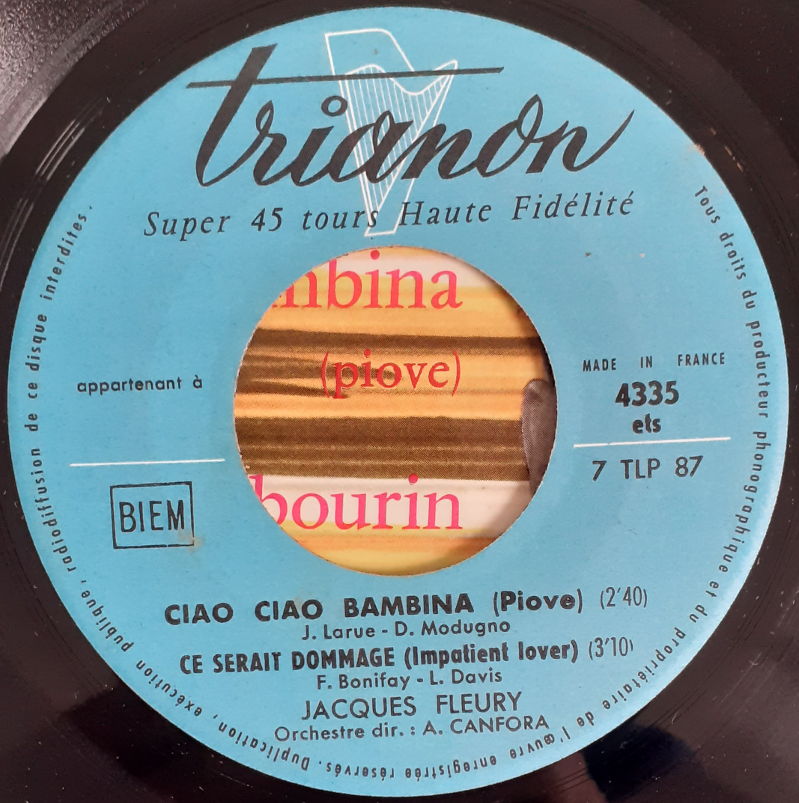 trianon
Super 45 tours Haute Fidélité
Tous droits du producteur phonographique et du propriétaire de l'œuvre enregistrée réservés. Duplication, exécution publique, radiodiffusion de ce disque interdites.
mbina
(piove)
bourin
appartenant à
BIEM
MADE IN FRANCE
4335
ets
7 TLP 87
CIAO CIAO BAMBINA (Piove) (2'40)
J. Larue - D. Modugno
CE SERAIT DOMMAGE (Impatient lover) (3'10)
F. Bonifay - L. Davis
JACQUES FLEURY
Orchestre dir. : A. CANFORA